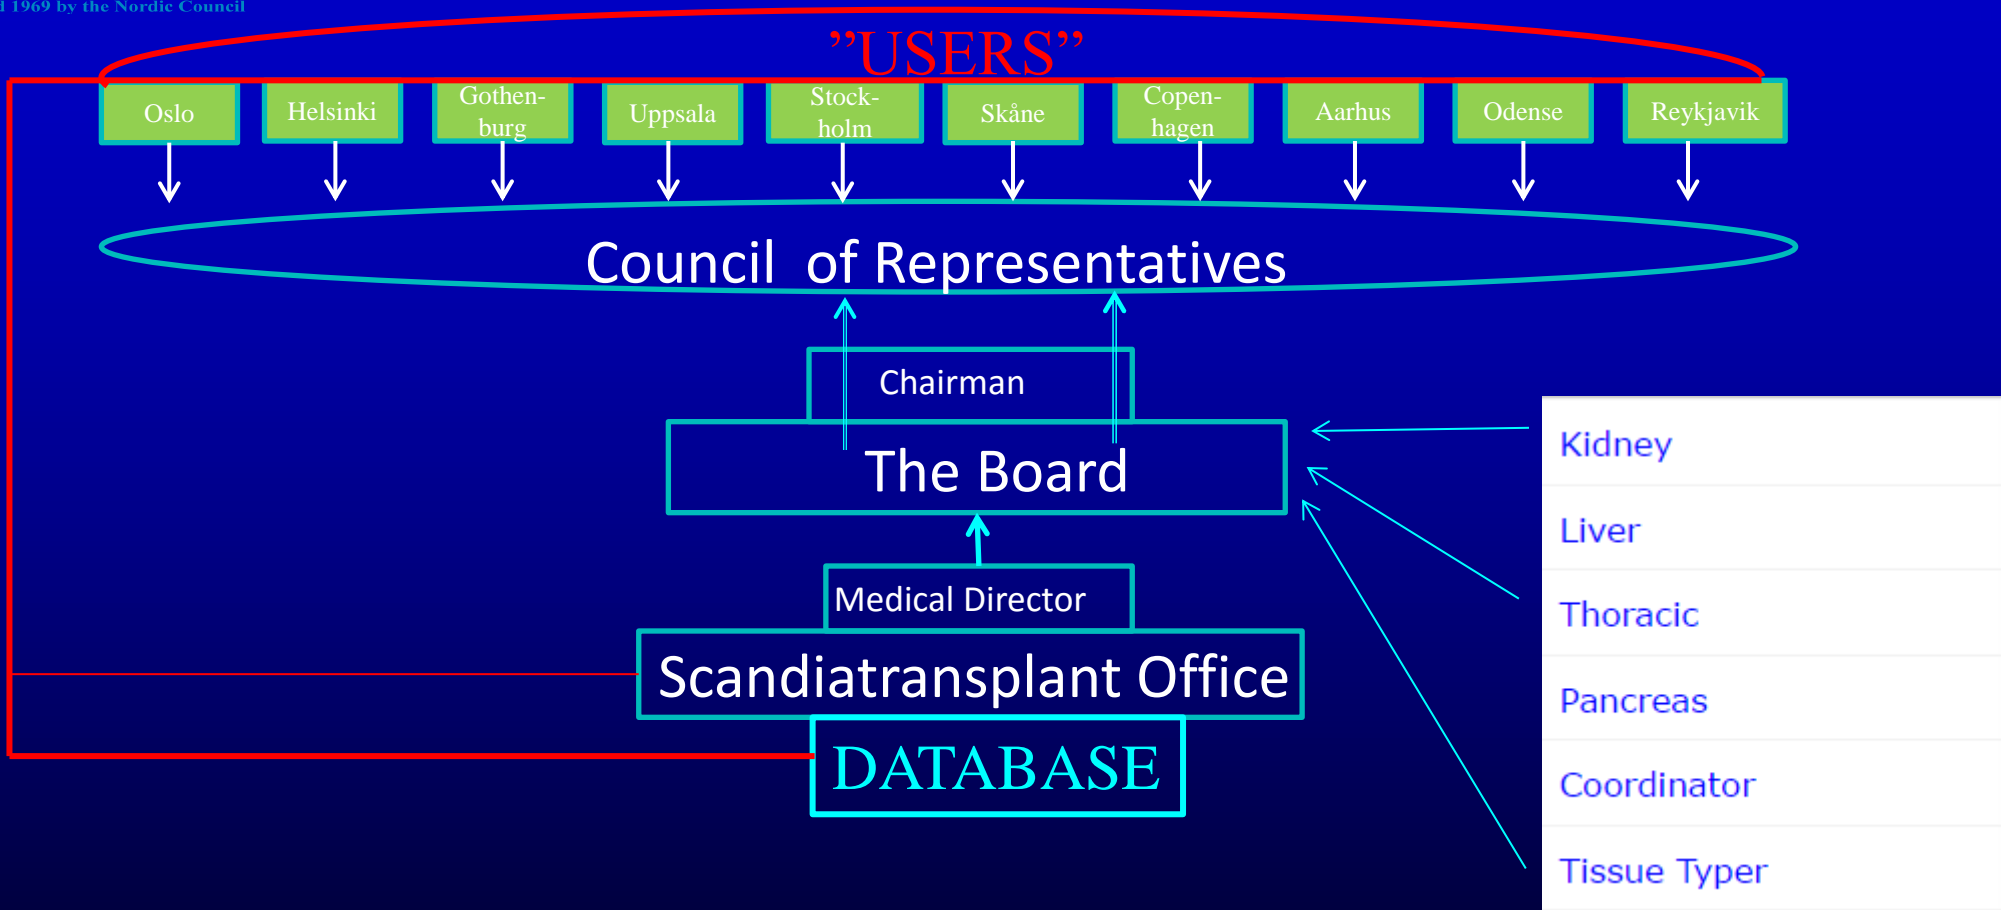 1969 by the Nordic Council
”USERS”
Oslo
Helsinki
Gothen-
burg
Uppsala
Stock-
holm
Skåne
Copen-
hagen
Aarhus
Odense
Reykjavik
Council of Representatives
Chairman
The Board
Medical Director
Scandiatransplant Office
DATABASE
Kidney
Liver
Thoracic
Pancreas
Coordinator
Tissue Typer